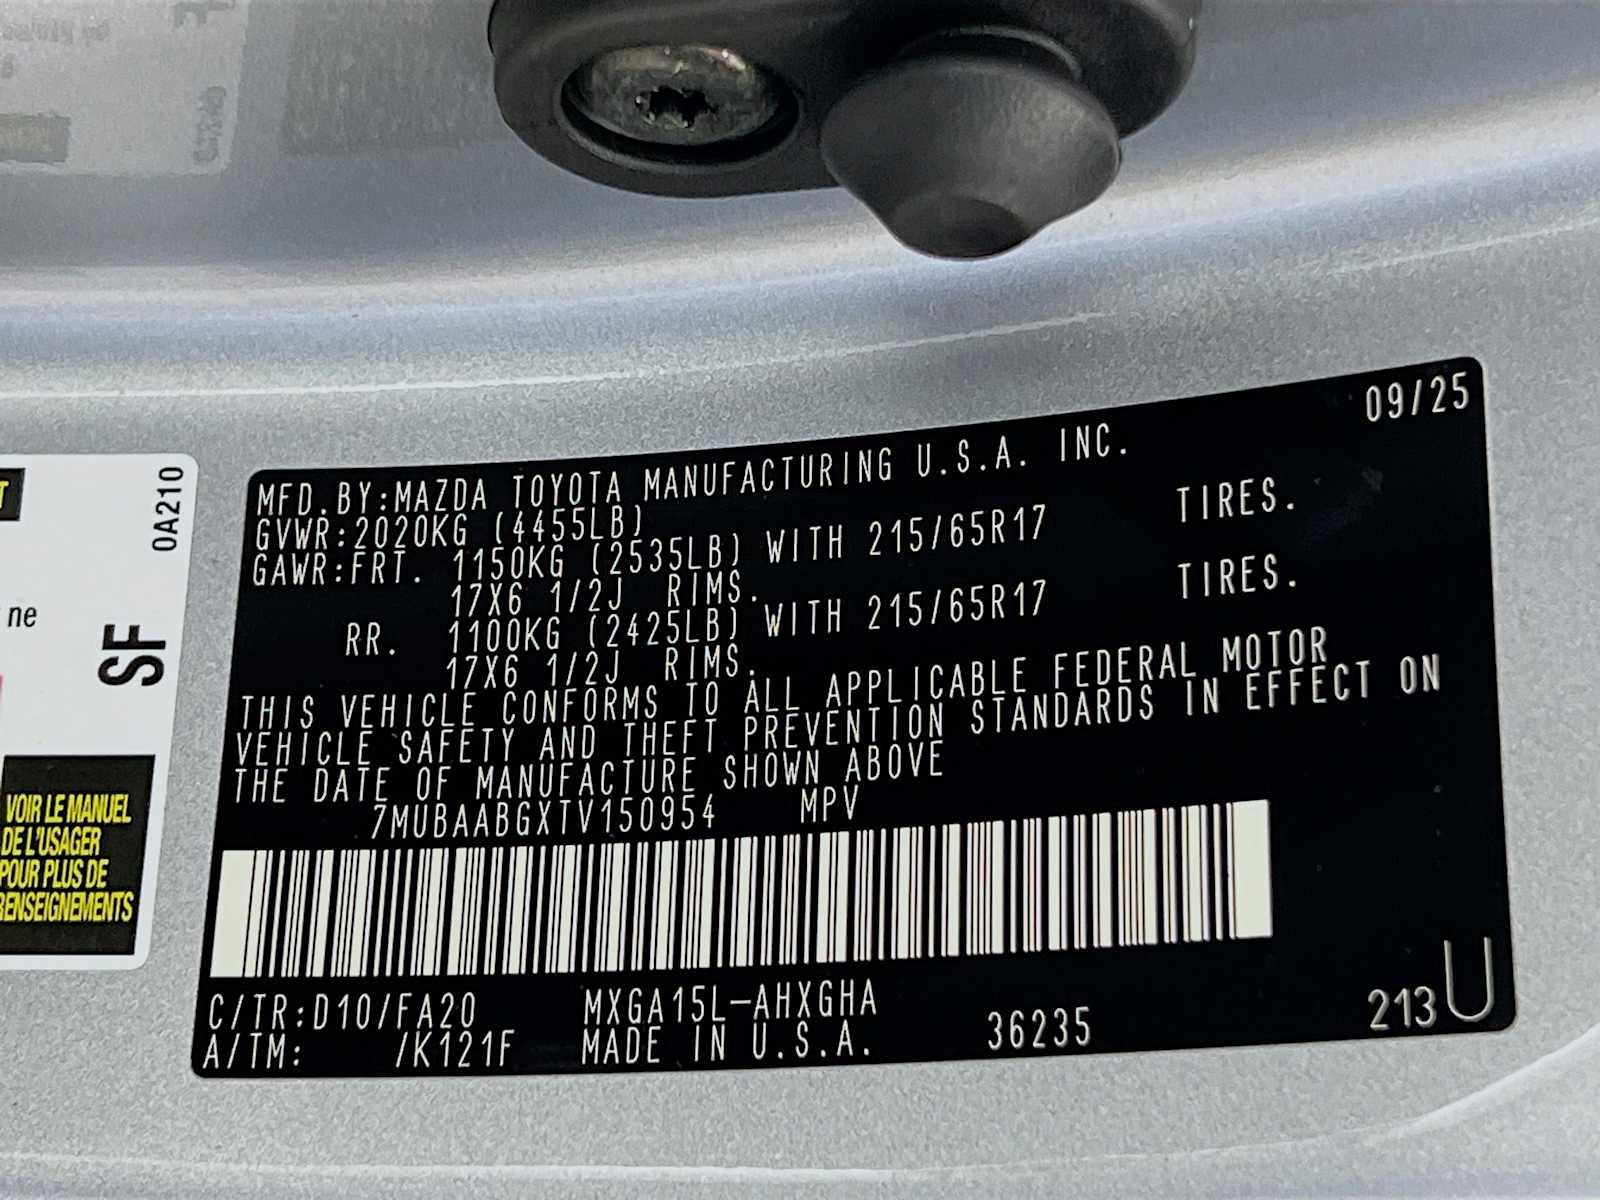 09/25
MFD.BY:MAZDA TOYOTA MANUFACTURING U.S.A. INC.
GVWR:2020KG (4455LB)
GAWR:FRT. 1150KG (2535LB) WITH 215/65R17 TIRES.
17X6 1/2J RIMS.
RR. 1100KG (2425LB) WITH 215/65R17 TIRES.
17X6 1/2J RIMS.
THIS VEHICLE CONFORMS TO ALL APPLICABLE FEDERAL MOTOR
VEHICLE SAFETY AND THEFT PREVENTION STANDARDS IN EFFECT ON
THE DATE OF MANUFACTURE SHOWN ABOVE
7MUBAABGXTV150954 MPV
C/TR:D10/FA20 MXGA15L-AHXGHA
A/TM: /K121F MADE IN U.S.A. 36235
213 U
0A210
ne
SF
VOIR LE MANUEL
DE L'USAGER
POUR PLUS DE
RENSEIGNEMENTS